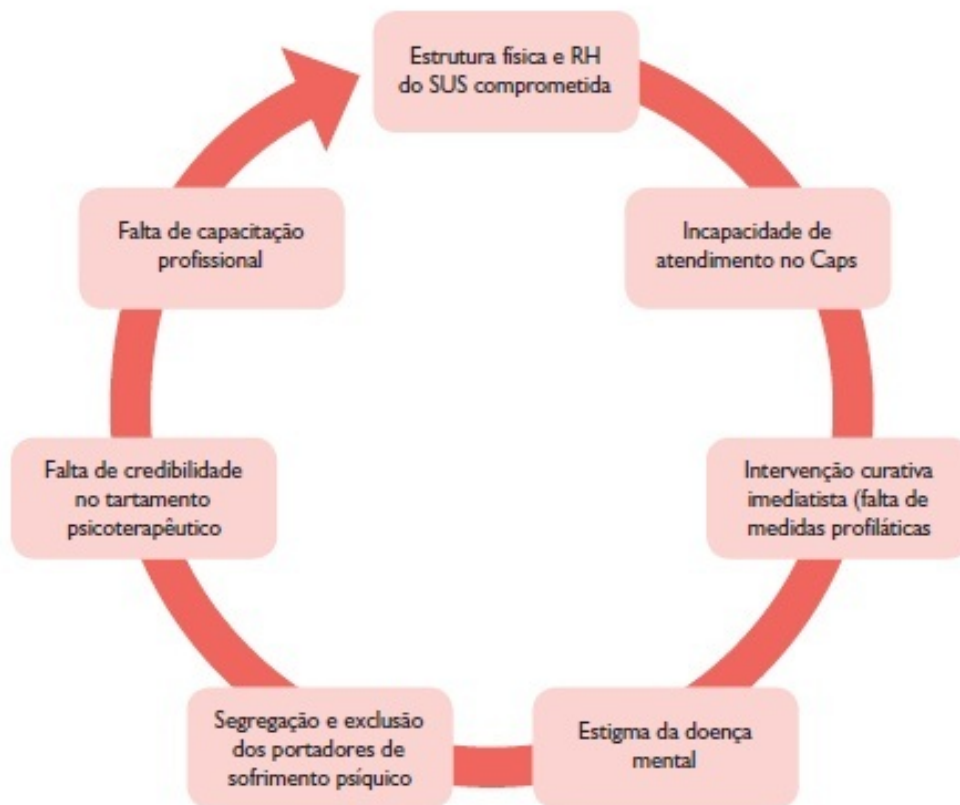 Estrutura física e RH
do SUS comprometida
Incapacidade de
atendimento no Caps
Intervenção curativa
imediatista (falta de
medidas profiláticas
Estigma da doença
mental
Segregação e exclusão
dos portadores de
sofrimento psíquico
Falta de credibilidade
no tartamento
psicoterapêutico
Falta de capacitação
profissional